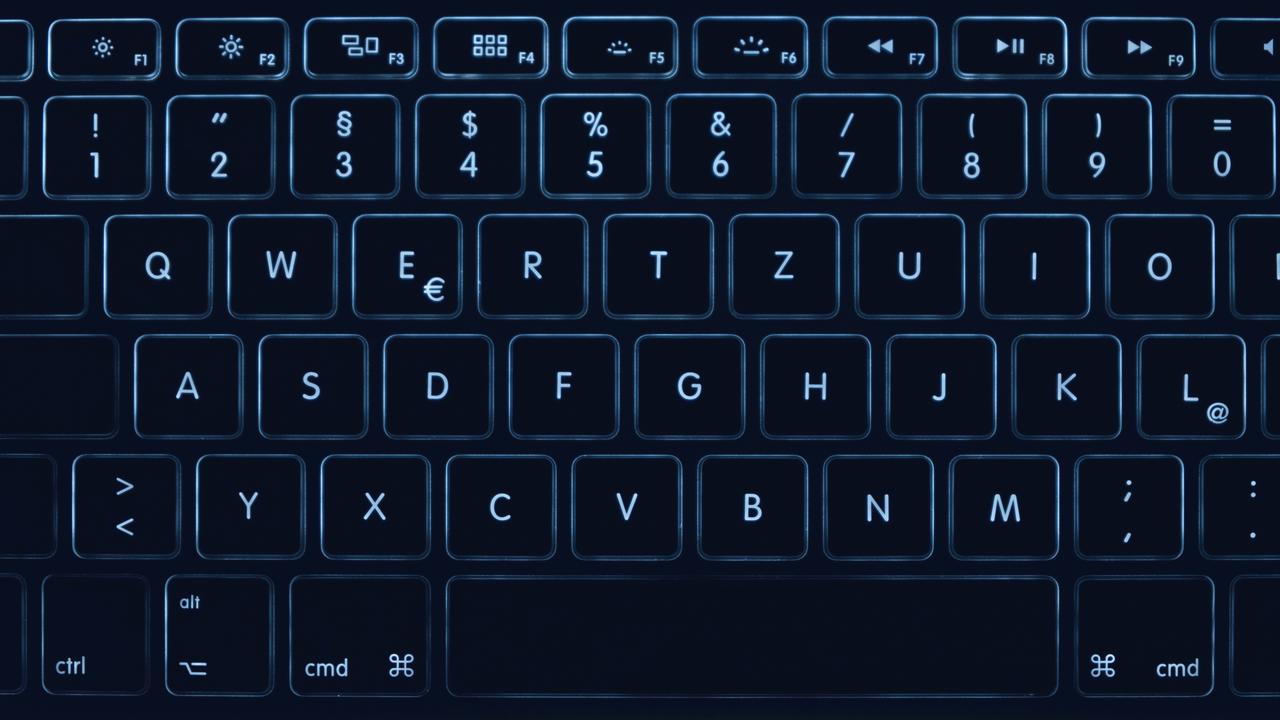 F1 F2 F3 F4 F5 F6 F7 F8 F9
! “ § $ % & / ( ) =
1 2 3 4 5 6 7 8 9 0
Q W E € R T Z U I O
A S D F G H J K L @
> ; :
< Y X C V B N M , .
alt
ctrl ⌥ cmd ⌘ ⌘ cmd